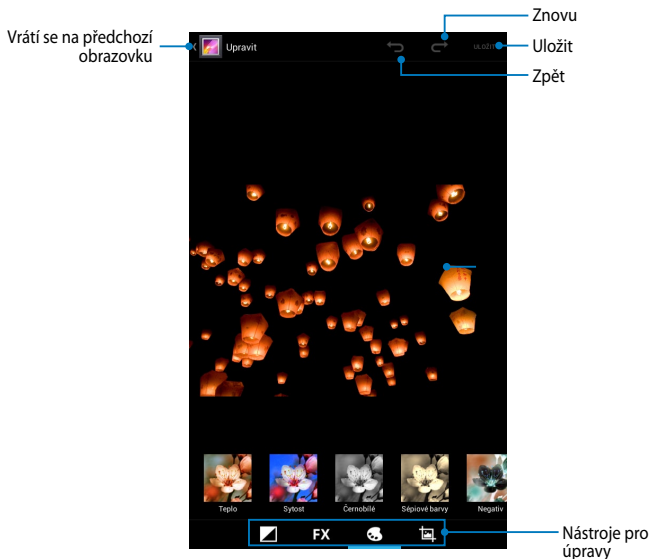 Znovu
Vrátí se na předchozí
obrazovku
Upravit
ULOŽIT
Uložit
Zpět
Teplo
Sytost
Černobílé
Sépiové barvy
Negativ
FX
Nástroje pro
úpravy